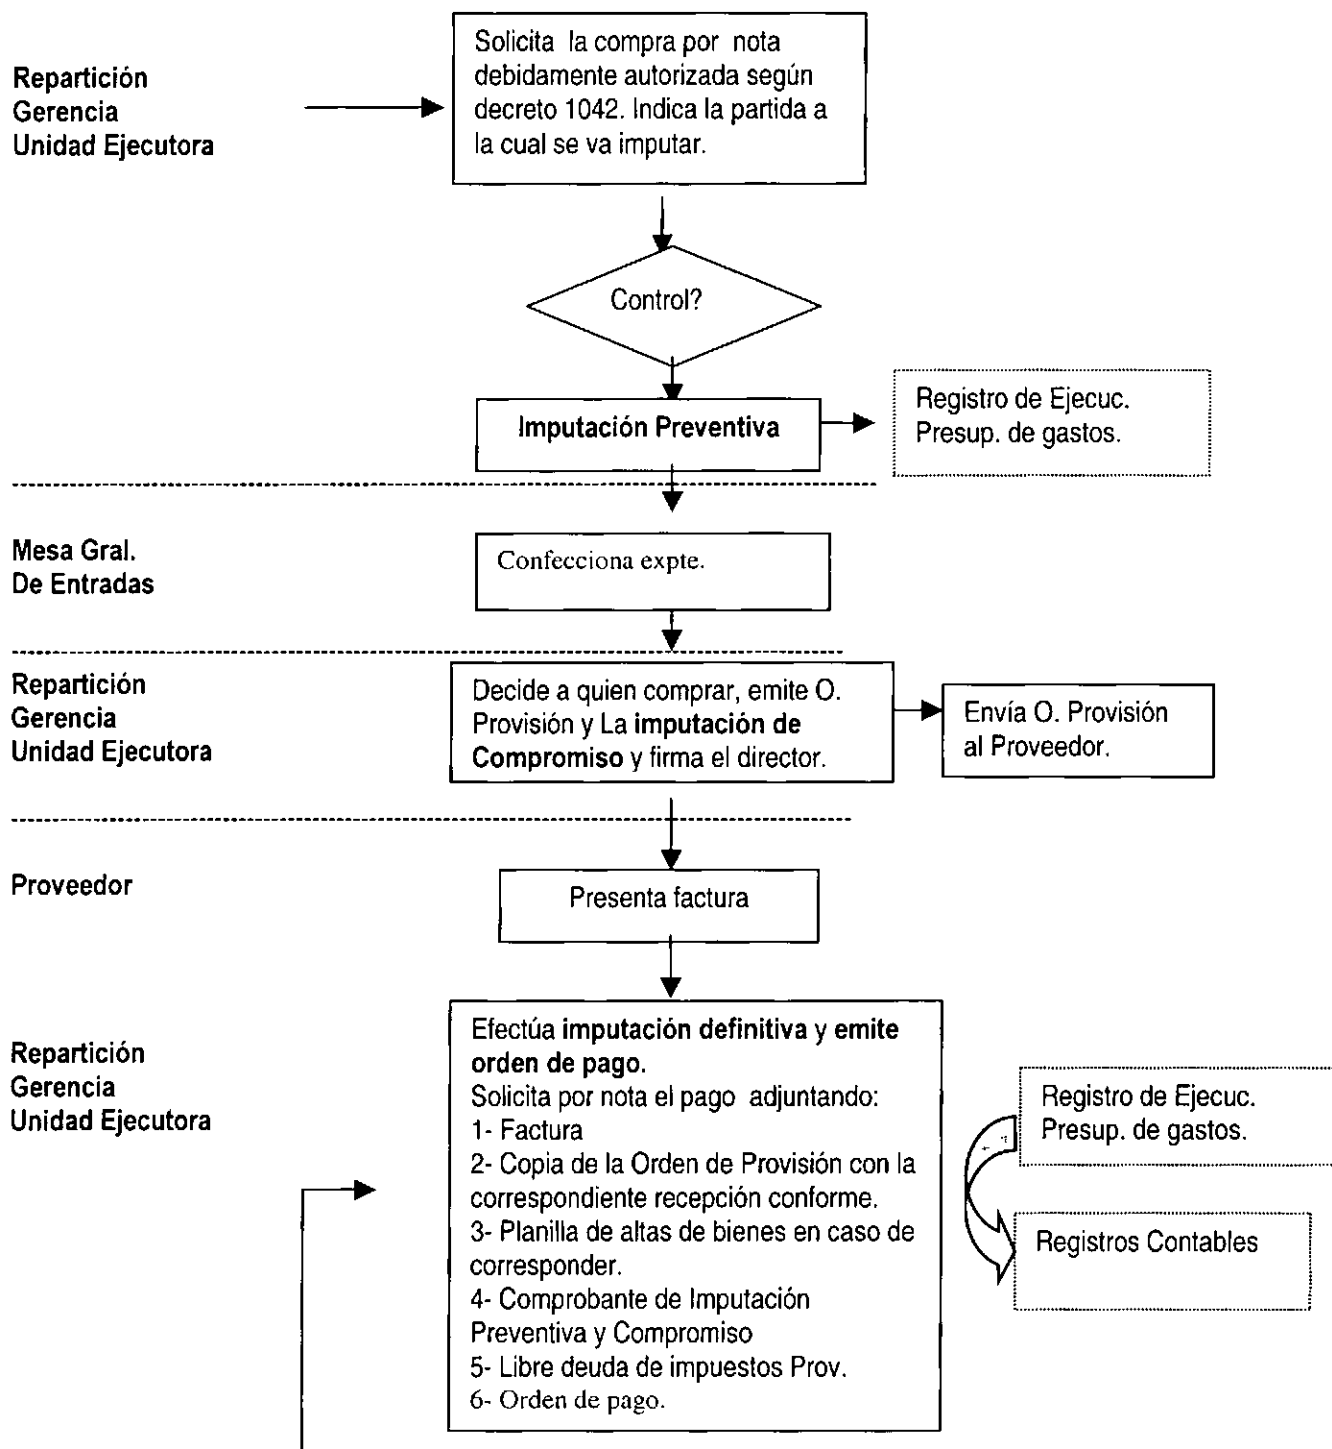 Repartición
Gerencia
Unidad Ejecutora
Solicita la compra por nota
debidamente autorizada según
decreto 1042. Indica la partida a
la cual se va imputar.
Control?
Imputación Preventiva
Registro de Ejecuc.
Presup. de gastos.
Mesa Gral.
De Entradas
Confecciona expte.
Repartición
Gerencia
Unidad Ejecutora
Decide a quien comprar, emite O.
Provisión y La imputación de
Compromiso y firma el director.
Envía O. Provisión
al Proveedor.
Proveedor
Presenta factura
Repartición
Gerencia
Unidad Ejecutora
Efectúa imputación definitiva y emite
orden de pago.
Solicita por nota el pago adjuntando:
1- Factura
2- Copia de la Orden de Provisión con la
correspondiente recepción conforme.
3- Planilla de altas de bienes en caso de
corresponder.
4- Comprobante de Imputación
Preventiva y Compromiso
5- Libre deuda de impuestos Prov.
6- Orden de pago.
Registro de Ejecuc.
Presup. de gastos.
Registros Contables